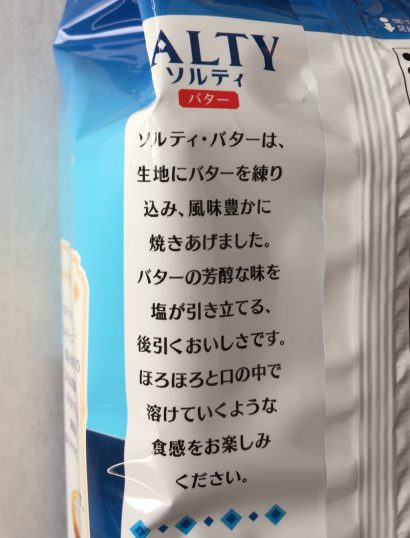 ALTY
ソルティ
バター
ソルティ・バターは、
生地にバターを練り
込み、風味豊かに
焼きあげました。
バターの芳醇な味を
塩が引き立てる、
後引くおいしさです。
ほろほろと口の中で
溶けていくような
食感をお楽しみ
ください。